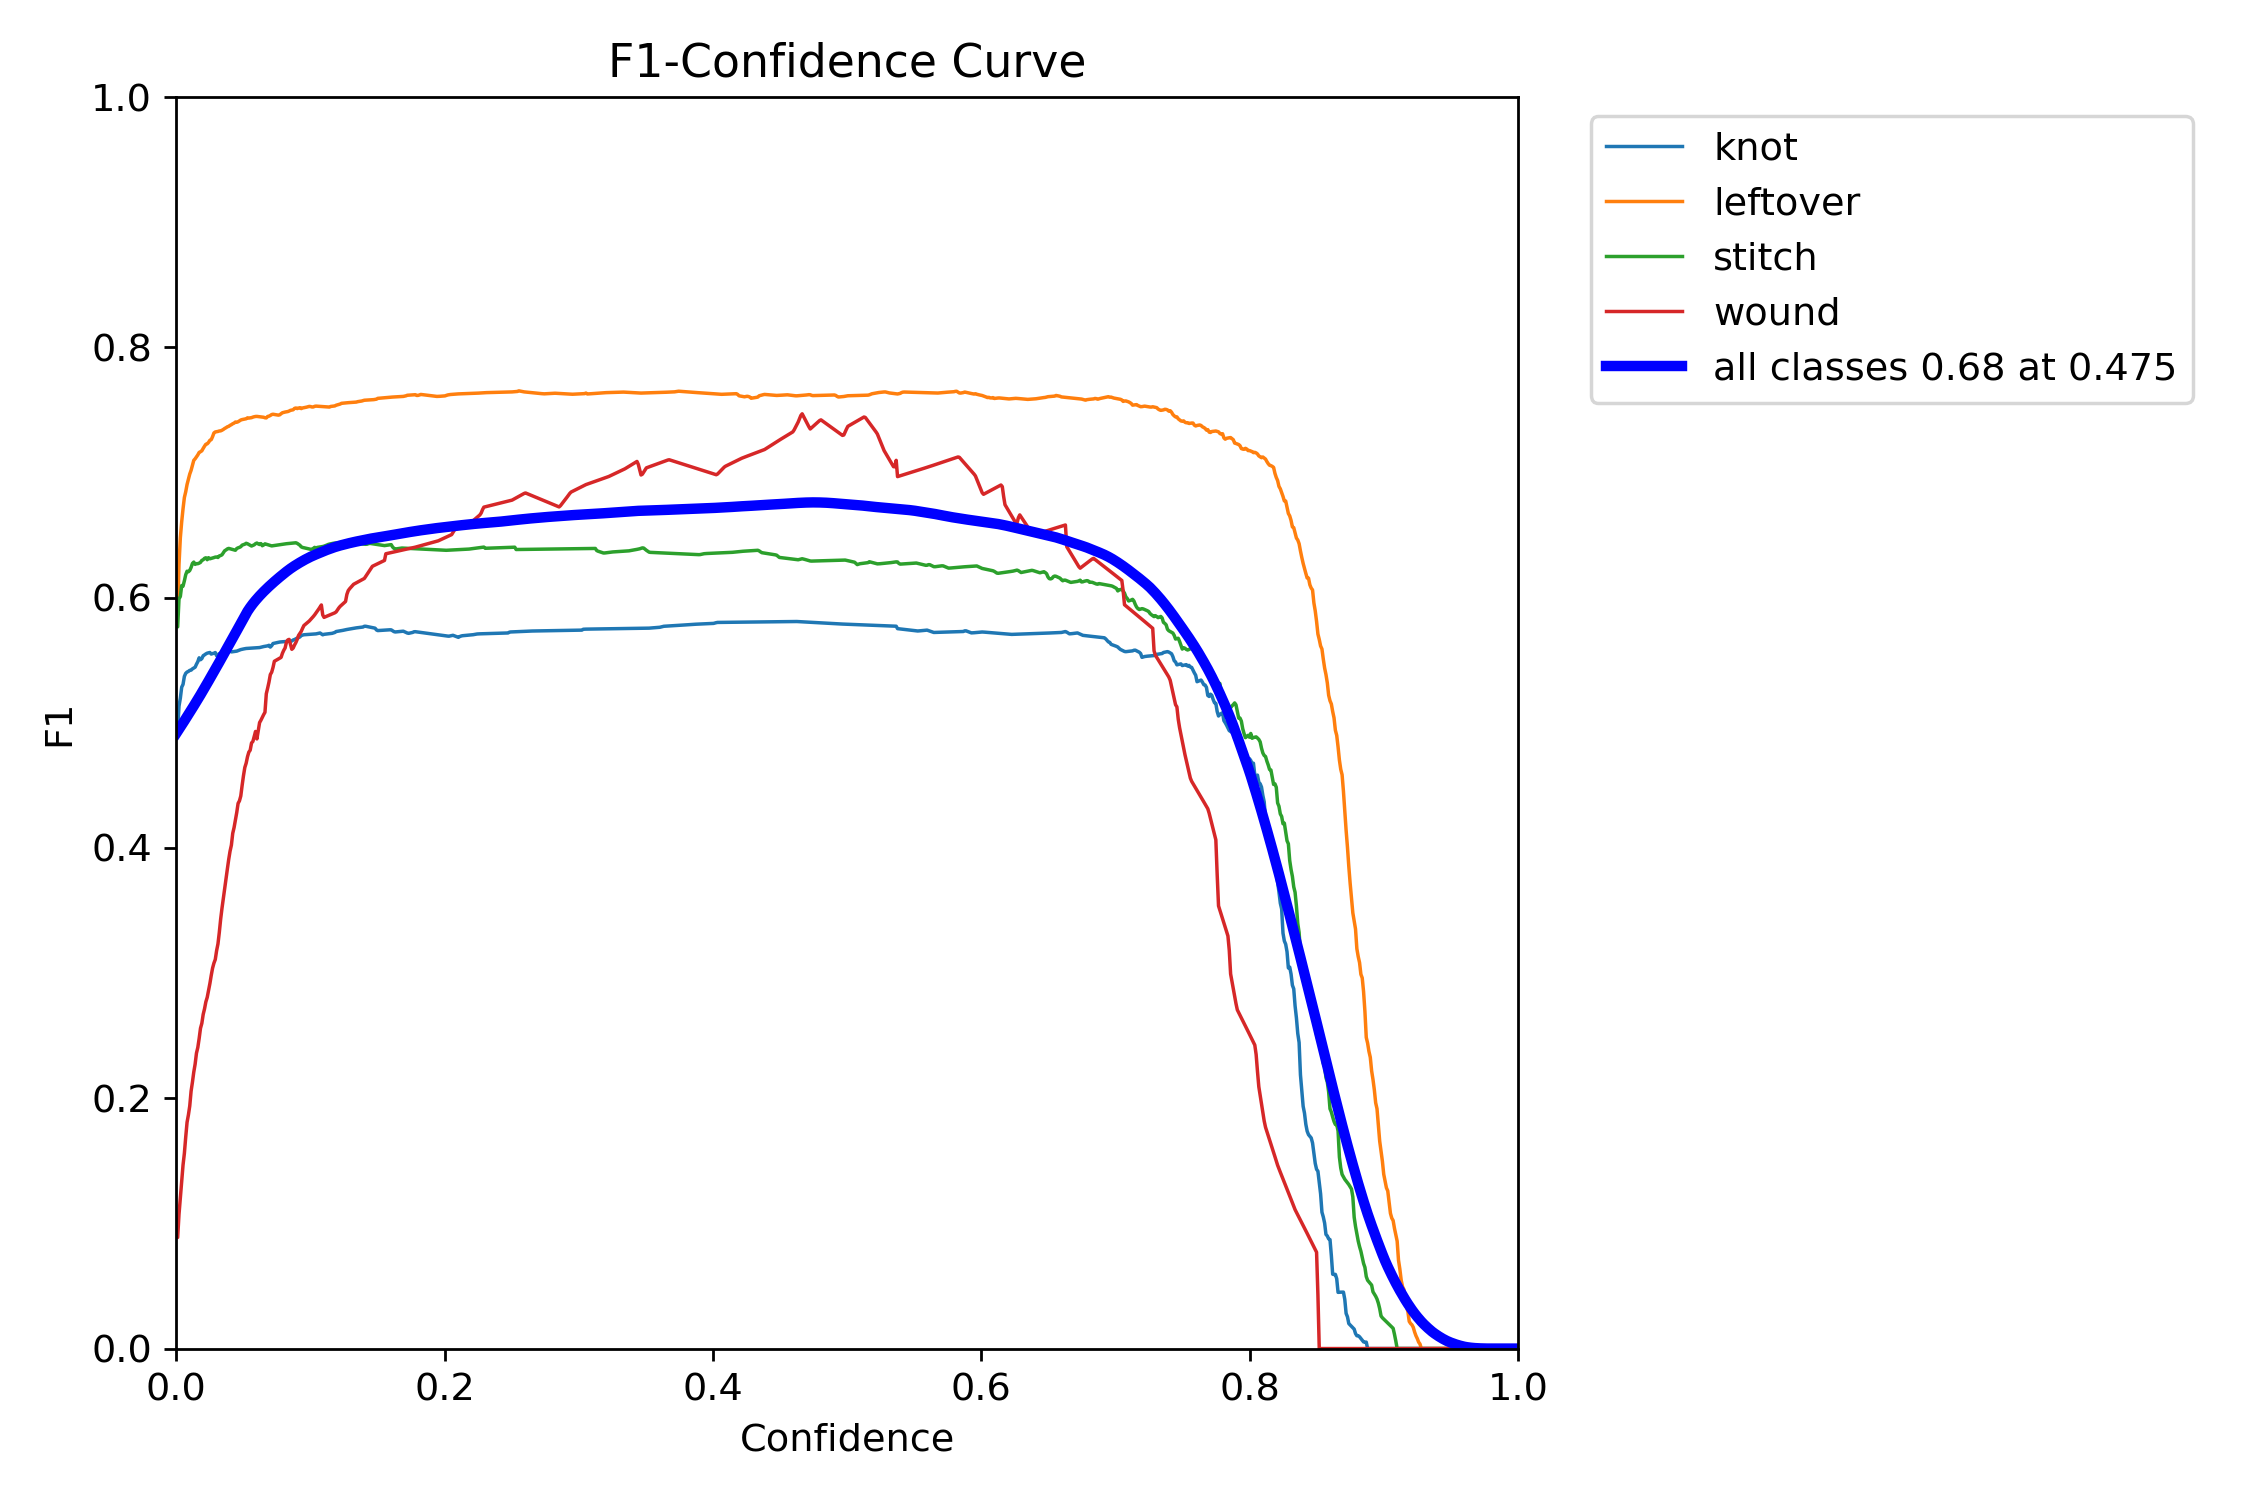 F1-Confidence Curve
1.0
0.8
0.6
0.4
0.2
0.0
F1
0.0 0.2 0.4 0.6 0.8 1.0
Confidence
knot
leftover
stitch
wound
all classes 0.68 at 0.475